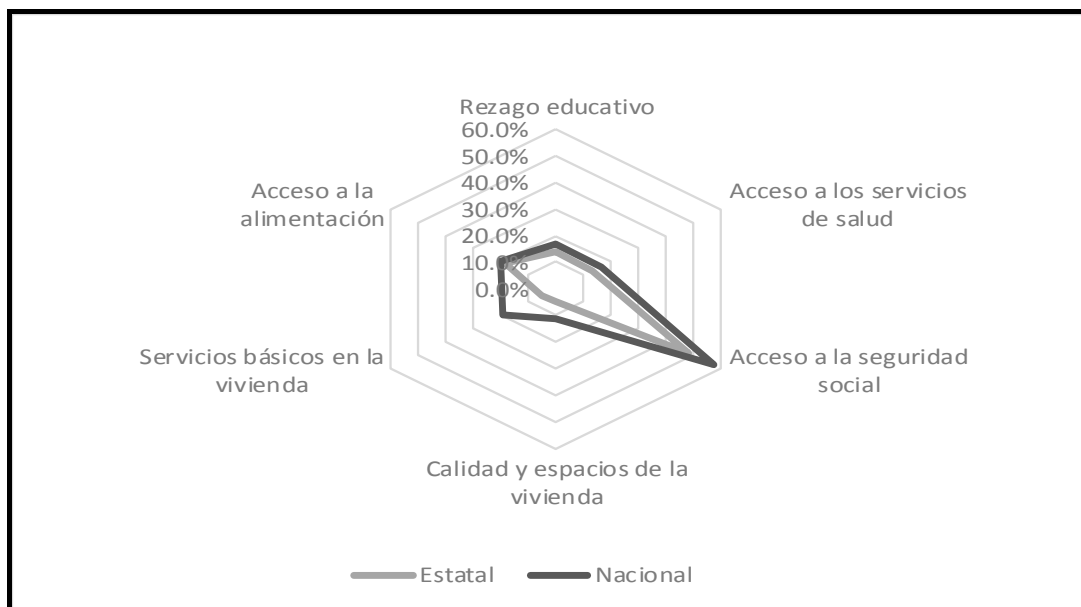 Rezago educativo
60.0%
50.0%
40.0%
30.0%
20.0%
10.0%
0.0%
Acceso a los servicios
de salud
Acceso a la seguridad
social
Calidad y espacios de la
vivienda
Servicios básicos en la
vivienda
Acceso a la
alimentación
Estatal
Nacional